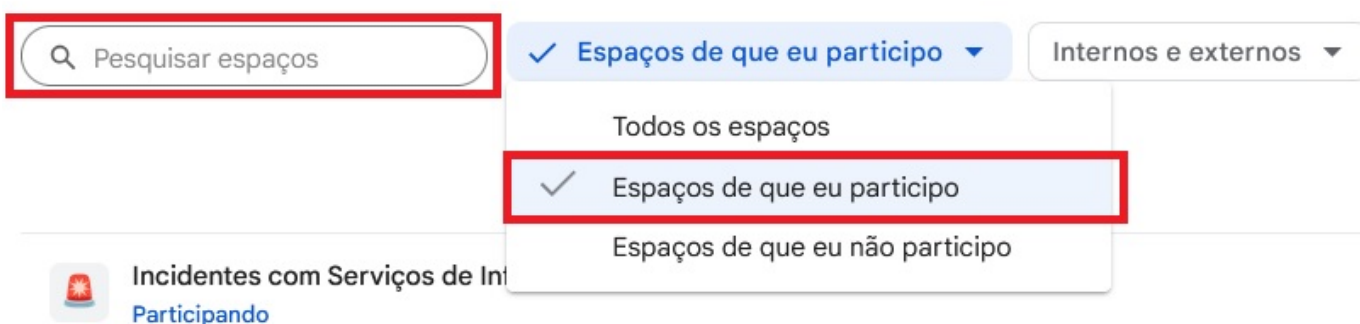 Pesquisar espaços
Espaços de que eu participo
Internos e externos
Todos os espaços
Espaços de que eu participo
Espaços de que eu não participo
Incidentes com Serviços de
Participando